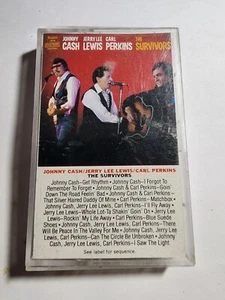 JOHNNY JERRY LEE CARL THE
CASH LEWIS PERKINS SURVIVORS
JOHNNY CASH/JERRY LEE LEWIS/CARL PERKINS
THE SURVIVORS
Johnny Cash—Get Rhythm • Johnny Cash—I Forgot To
Remember To Forget • Johnny Cash & Carl Perkins—Goin'
Down The Road Feelin' Bad • Johnny Cash & Carl Perkins—
That Silver Haired Daddy Of Mine • Carl Perkins—Matchbox •
Johnny Cash, Jerry Lee Lewis, Carl Perkins—I'll Fly Away •
Jerry Lee Lewis—Whole Lot-Ta Shakin' Goin' On • Jerry Lee
Lewis—Rockin' My Life Away • Carl Perkins—Blue Suede
Shoes • Johnny Cash, Jerry Lee Lewis, Carl Perkins—There
Will Be Peace In The Valley For Me • Johnny Cash, Jerry Lee
Lewis, Carl Perkins—Can The Circle Be Unbroken • Johnny
Cash, Jerry Lee Lewis, Carl Perkins—I Saw The Light
See label for sequence.